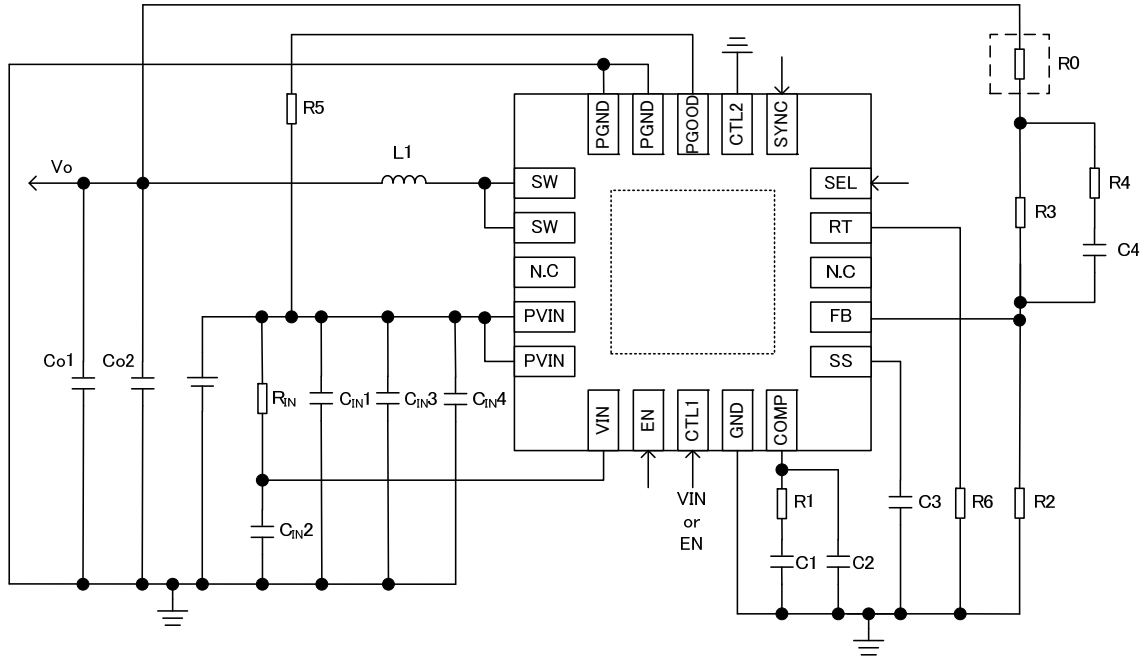 R0
R5
PGND
PGND
PGOOD
CTL2
SYNC
L1
Vo
SW
SEL
R4
SW
RT
R3
N.C
N.C
C4
PVIN
FB
Co1
Co2
PVIN
SS
RIN
CIN1
CIN3
CIN4
VIN
EN
CTL1
GND
COMP
VIN
or
EN
R1
C3
R6
R2
CIN2
C1
C2